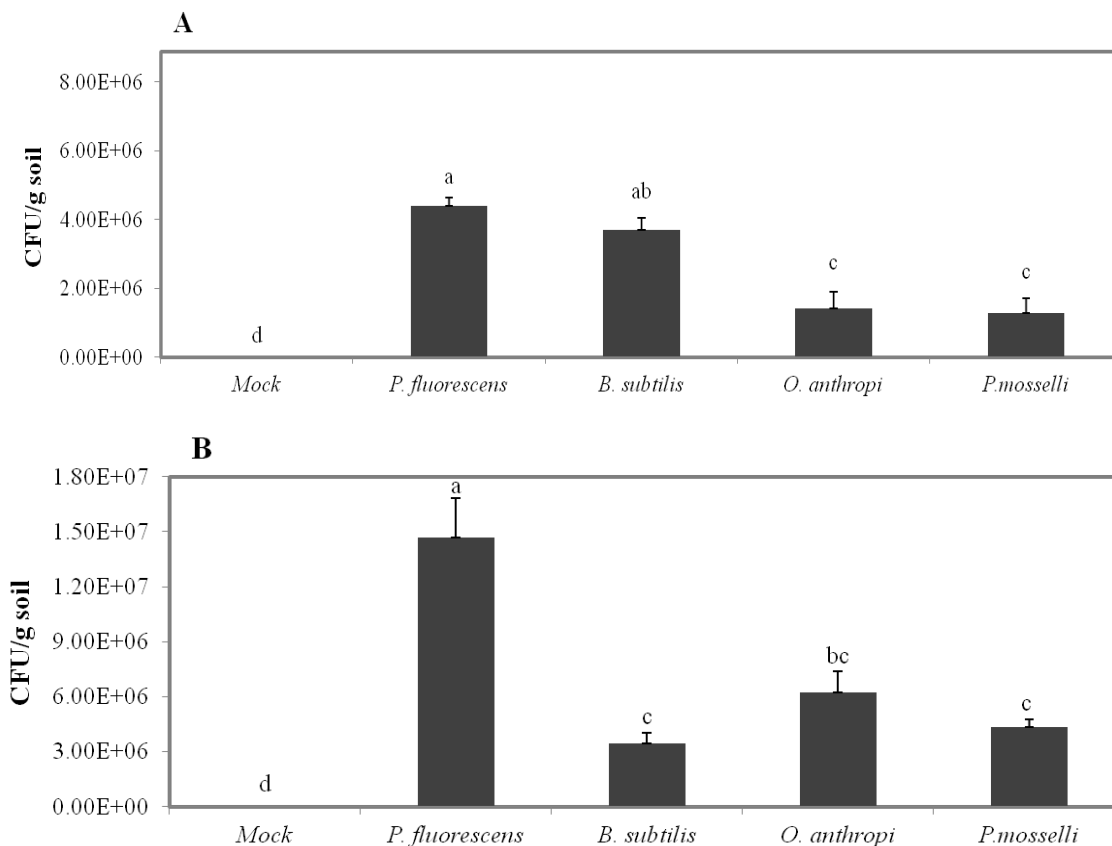 A
CFU/g soil
8.00E+06
6.00E+06
4.00E+06
2.00E+06
0.00E+00
d
a
ab
c
c
Mock
P. fluorescens
B. subtilis
O. anthropi
P.mosselli
B
CFU/g soil
1.80E+07
1.50E+07
1.20E+07
9.00E+06
6.00E+06
3.00E+06
0.00E+00
d
a
c
bc
c
Mock
P. fluorescens
B. subtilis
O. anthropi
P.mosselli